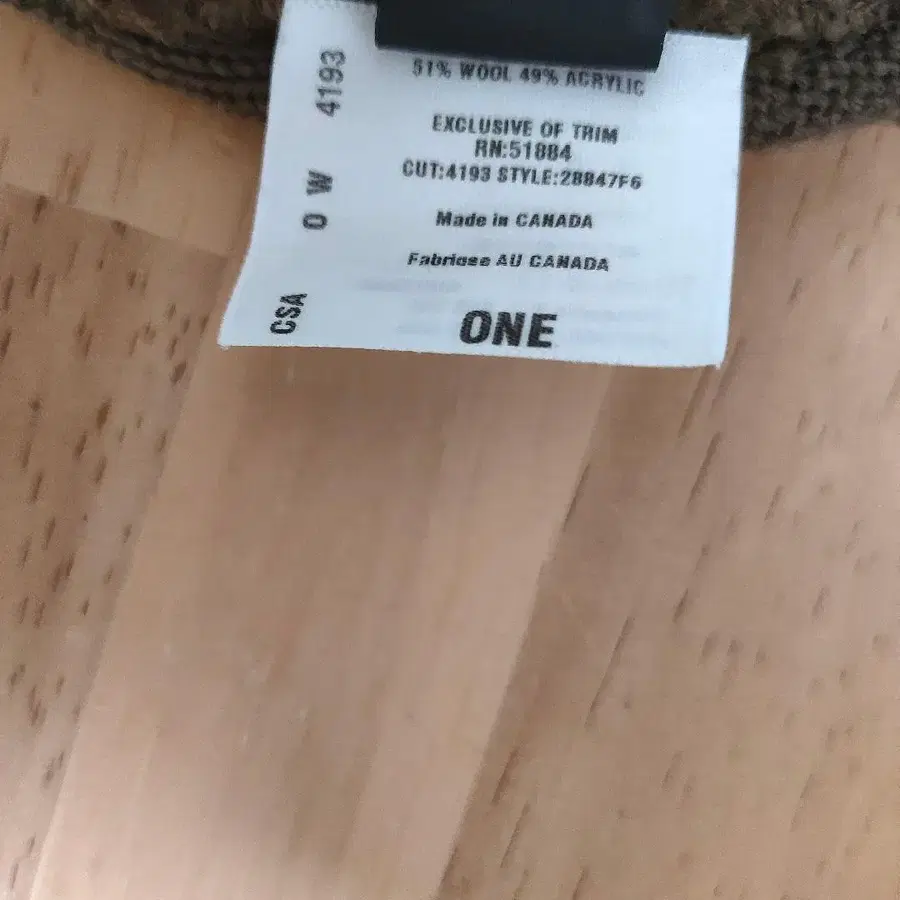 51% WOOL 49% ACRYLIC
EXCLUSIVE OF TRIM
RN:51884
CUT:4193 STYLE:28847F6
Made in CANADA
Fabriose AU CANADA
ONE
4193
O W
CSA